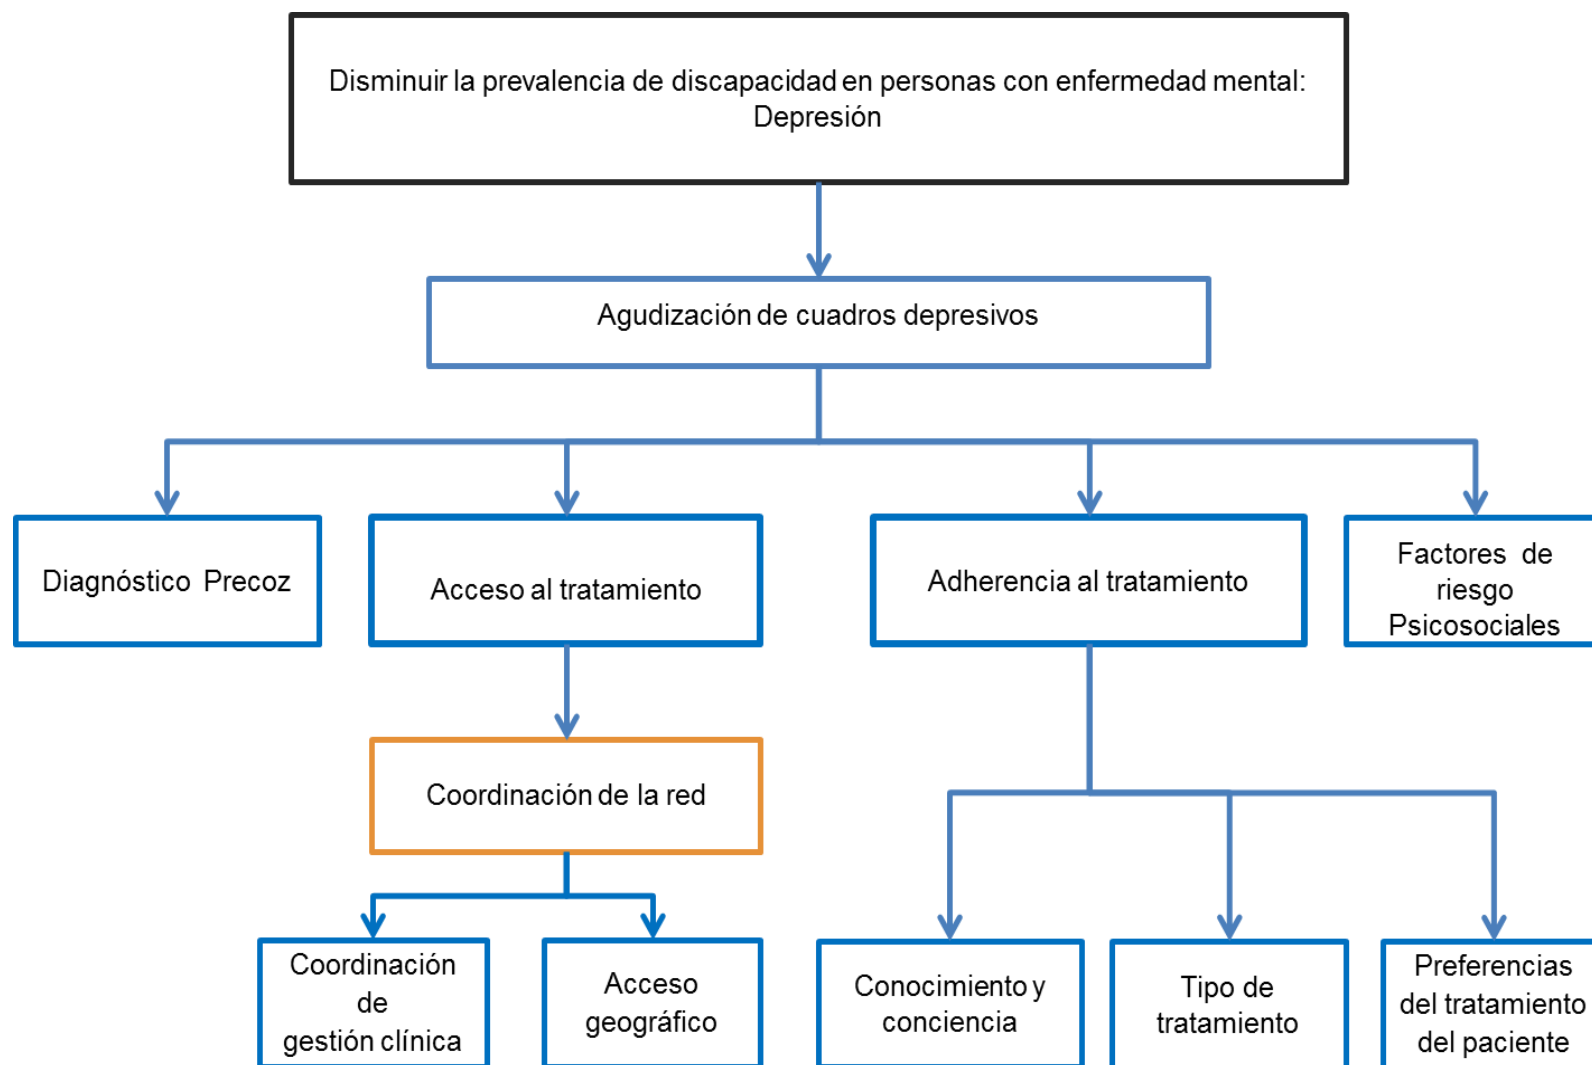 Disminuir la prevalencia de discapacidad en personas con enfermedad mental:
Depresión
Agudización de cuadros depresivos
Diagnóstico Precoz
Acceso al tratamiento
Adherencia al tratamiento
Factores de
riesgo
Psicosociales
Coordinación de la red
Coordinación
de
gestión clínica
Acceso
geográfico
Conocimiento y
conciencia
Tipo de
tratamiento
Preferencias
del tratamiento
del paciente